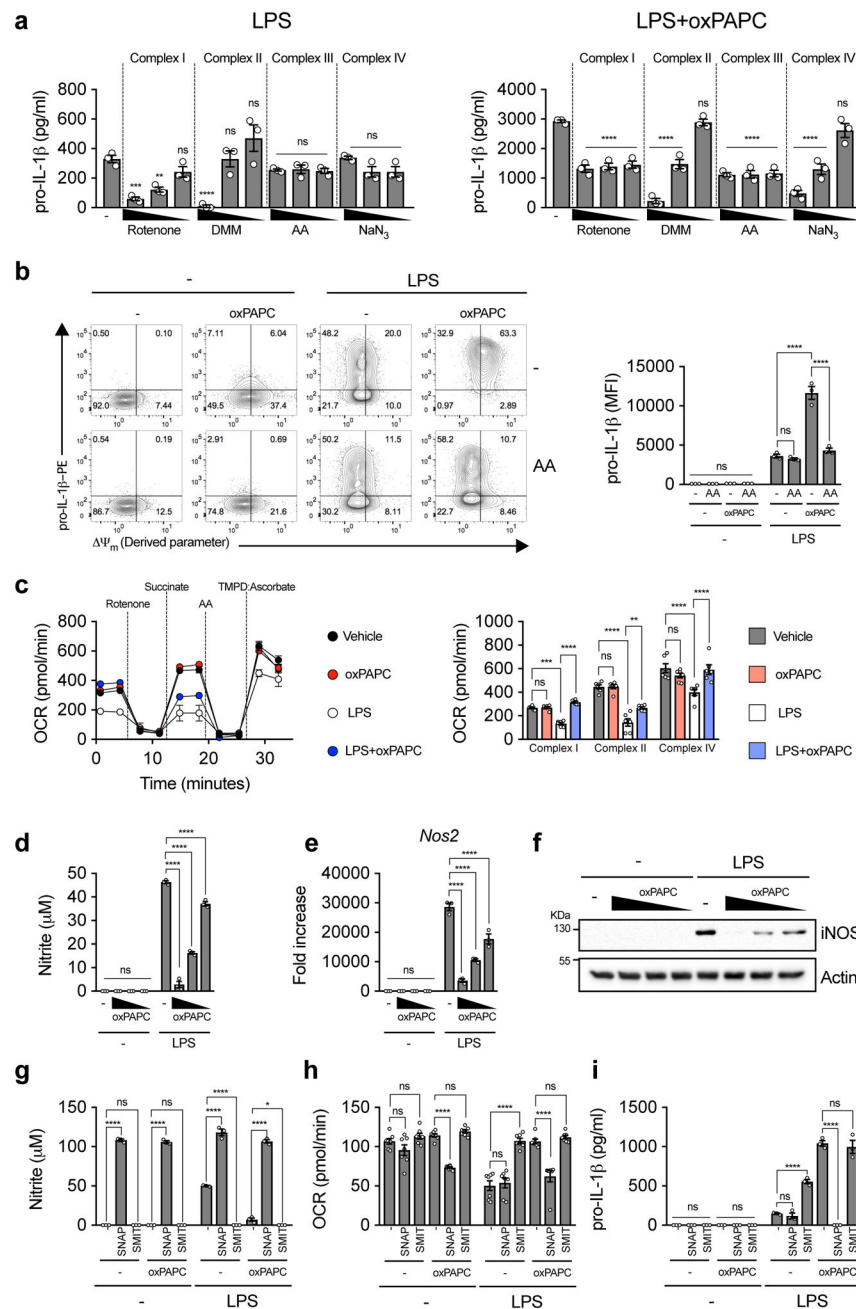 a
LPS
LPS+oxPAPC
Complex I Complex II Complex III Complex IV
Complex I Complex II Complex III Complex IV
pro-IL-1β (pg/ml)
800
600
400
200
0
*** ** ns **** ns ns ns ns
- Rotenone DMM AA NaN3
pro-IL-1β (pg/ml)
4000
3000
2000
1000
0
**** **** ns **** **** ns
- Rotenone DMM AA NaN3
b
- LPS
- oxPAPC - oxPAPC
0.50 0.10 7.11 6.04 48.2 20.0 32.9 63.3
92.0 7.44 49.5 37.4 21.7 10.0 0.97 2.89
-
0.54 0.19 2.91 0.69 50.2 11.5 58.2 10.7
86.7 12.5 74.8 21.6 30.2 8.11 22.7 8.46
AA
pro-IL-1β–PE
ΔΨm (Derived parameter)
pro-IL-1β (MFI)
15000
10000
5000
0
ns ns **** ****
- AA - AA - AA - AA
- oxPAPC - oxPAPC
- LPS
c
Rotenone Succinate AA TMPD:Ascorbate
OCR (pmol/min)
800
600
400
200
0
0 10 20 30
Time (minutes)
Vehicle
oxPAPC
LPS
LPS+oxPAPC
OCR (pmol/min)
1000
800
600
400
200
0
ns *** **** ns **** ** ns **** ****
Complex I Complex II Complex IV
Vehicle
oxPAPC
LPS
LPS+oxPAPC
d
Nitrite (μM)
50
40
30
20
10
0
ns
****
****
****
- oxPAPC - oxPAPC
- LPS
e
Nos2
Fold increase
40000
30000
20000
10000
0
ns
****
****
****
- oxPAPC - oxPAPC
- LPS
f
- LPS
- oxPAPC - oxPAPC
KDa
130
iNOS
55
Actin
g
Nitrite (μM)
150
100
50
0
ns ns **** *
**** **** **** ****
- SNAP SMIT - SNAP SMIT - SNAP SMIT - SNAP SMIT
- oxPAPC - oxPAPC
- LPS
h
OCR (pmol/min)
150
100
50
0
ns ns **** ns
ns **** ns ****
- SNAP SMIT - SNAP SMIT - SNAP SMIT - SNAP SMIT
- oxPAPC - oxPAPC
- LPS
i
pro-IL-1β (pg/ml)
1500
1000
500
0
ns ns **** ns
ns ****
- SNAP SMIT - SNAP SMIT - SNAP SMIT - SNAP SMIT
- oxPAPC - oxPAPC
- LPS